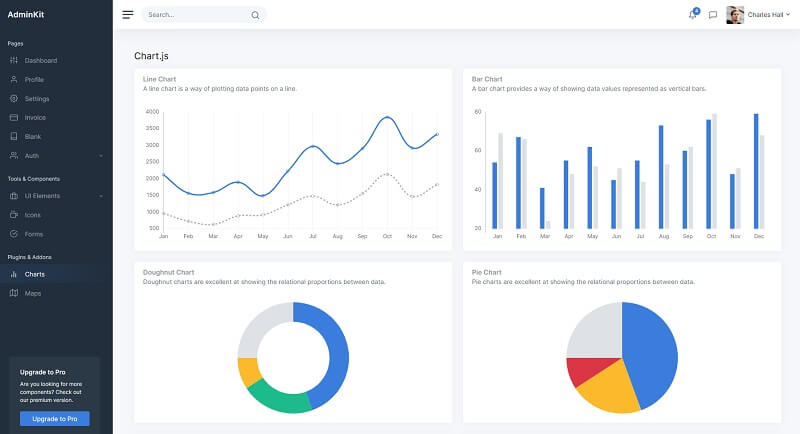 AdminKit
Search...
4
Charles Hall
Pages
Dashboard
Profile
Settings
Invoice
Blank
Auth
Tools & Components
UI Elements
Icons
Forms
Plugins & Addons
Charts
Maps
Upgrade to Pro
Are you looking for more
components? Check out
our premium version.
Upgrade to Pro
Chart.js
Line Chart
A line chart is a way of plotting data points on a line.
4000
3500
3000
2500
2000
1500
1000
500
Jan Feb Mar Apr May Jun Jul Aug Sep Oct Nov Dec
Bar Chart
A bar chart provides a way of showing data values represented as vertical bars.
60
60
40
20
Jan Feb Mar Apr May Jun Jul Aug Sep Oct Nov Dec
Doughnut Chart
Doughnut charts are excellent at showing the relational proportions between data.
Pie Chart
Pie charts are excellent at showing the relational proportions between data.